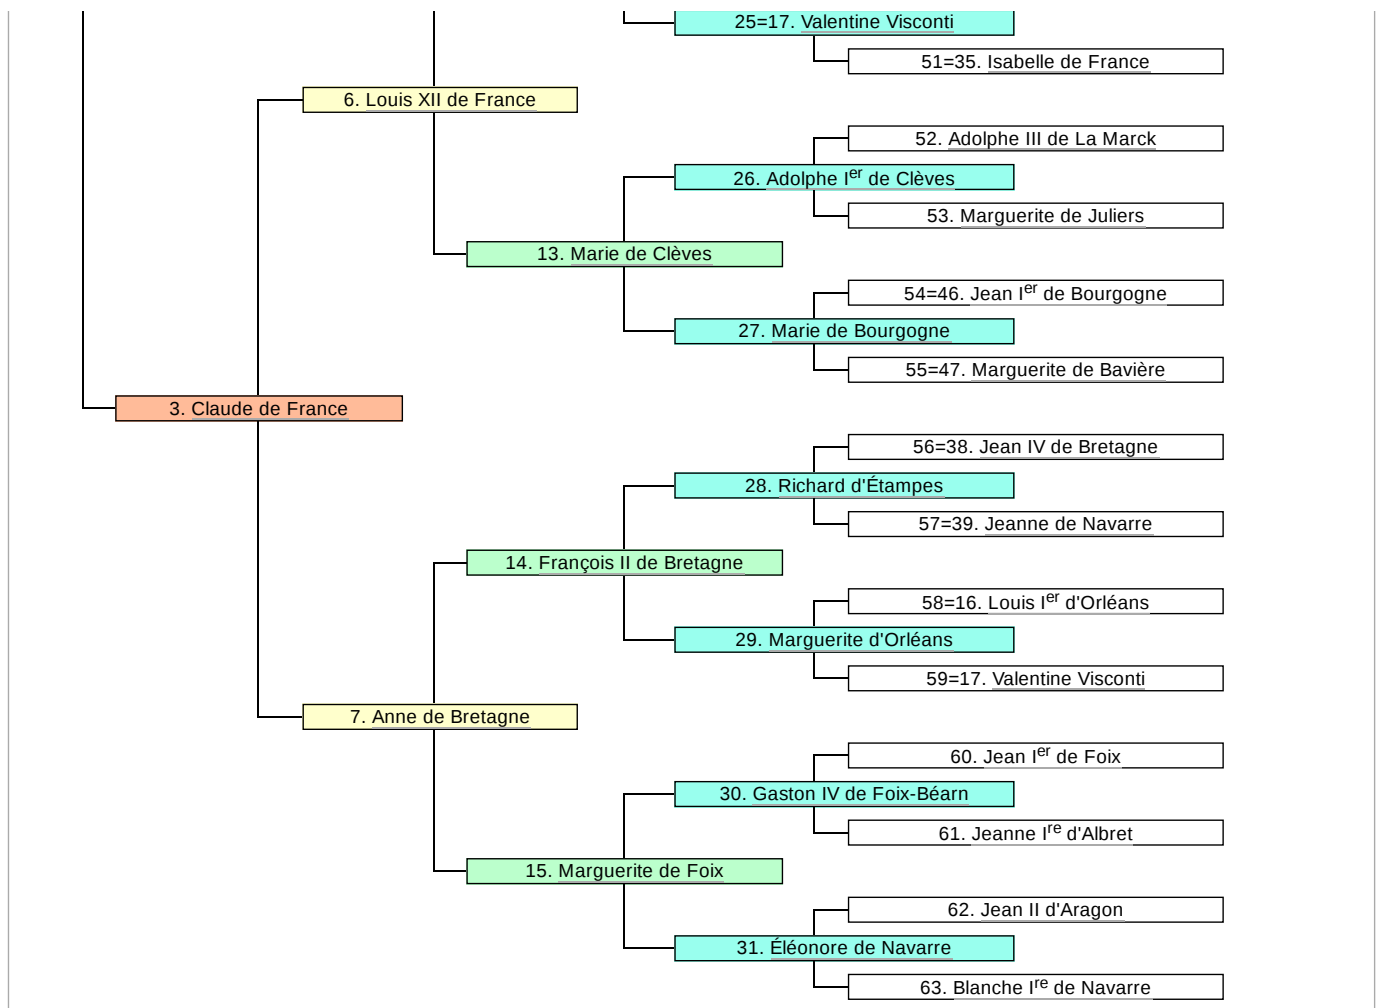 25=17. Valentine Visconti
51=35. Isabelle de France
6. Louis XII de France
52. Adolphe III de La Marck
26. Adolphe Ier de Clèves
53. Marguerite de Juliers
13. Marie de Clèves
54=46. Jean Ier de Bourgogne
27. Marie de Bourgogne
55=47. Marguerite de Bavière
3. Claude de France
56=38. Jean IV de Bretagne
28. Richard d'Étampes
57=39. Jeanne de Navarre
14. François II de Bretagne
58=16. Louis Ier d'Orléans
29. Marguerite d'Orléans
59=17. Valentine Visconti
7. Anne de Bretagne
60. Jean Ier de Foix
30. Gaston IV de Foix-Béarn
61. Jeanne Ire d'Albret
15. Marguerite de Foix
62. Jean II d'Aragon
31. Éléonore de Navarre
63. Blanche Ire de Navarre